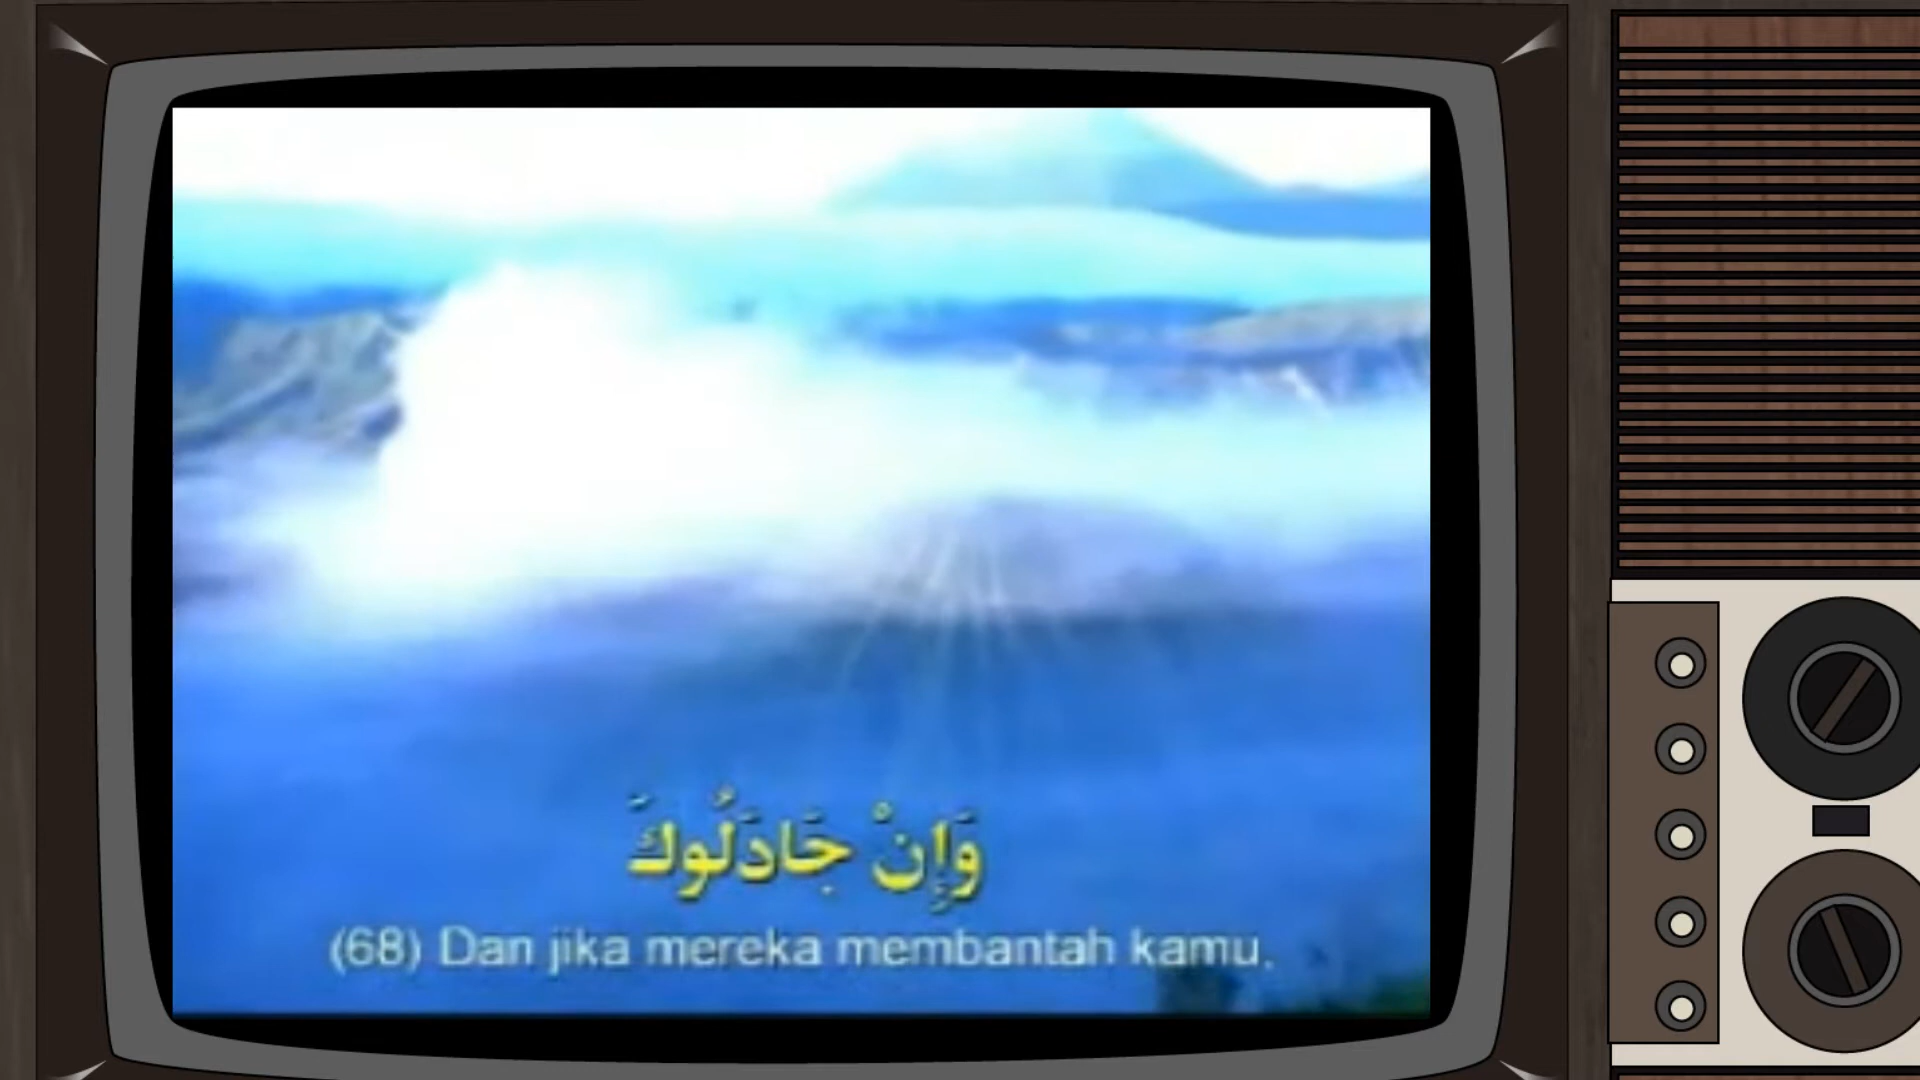 وَإِنْ جَادَلُوكَ
(68) Dan jika mereka membantah kamu,